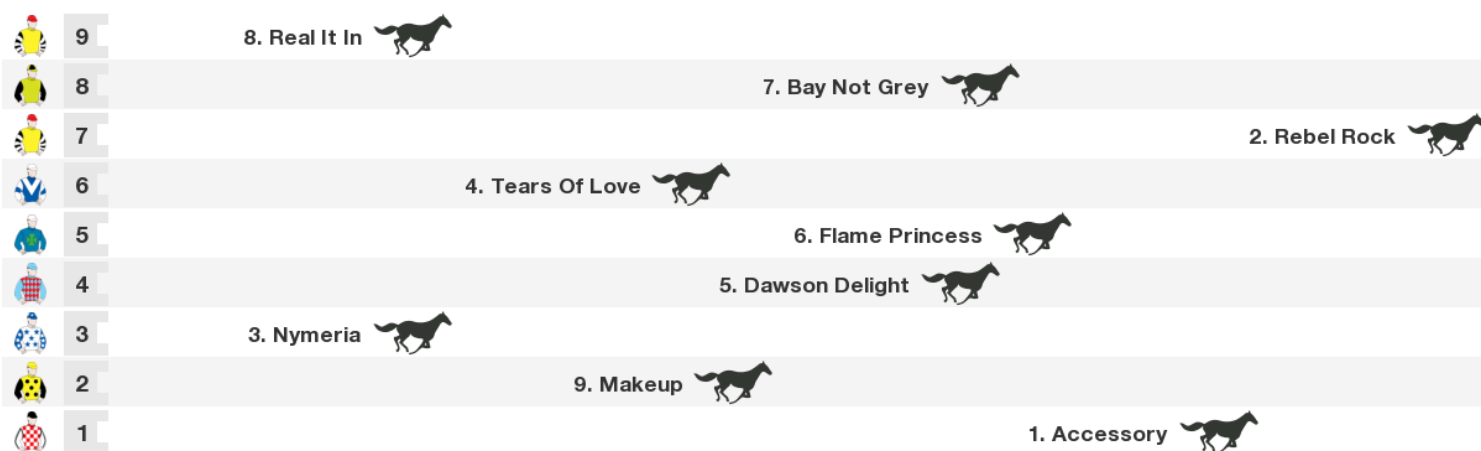 9 8. Real It In
8 7. Bay Not Grey
7 2. Rebel Rock
6 4. Tears Of Love
5 6. Flame Princess
4 5. Dawson Delight
3 3. Nymeria
2 9. Makeup
1 1. Accessory